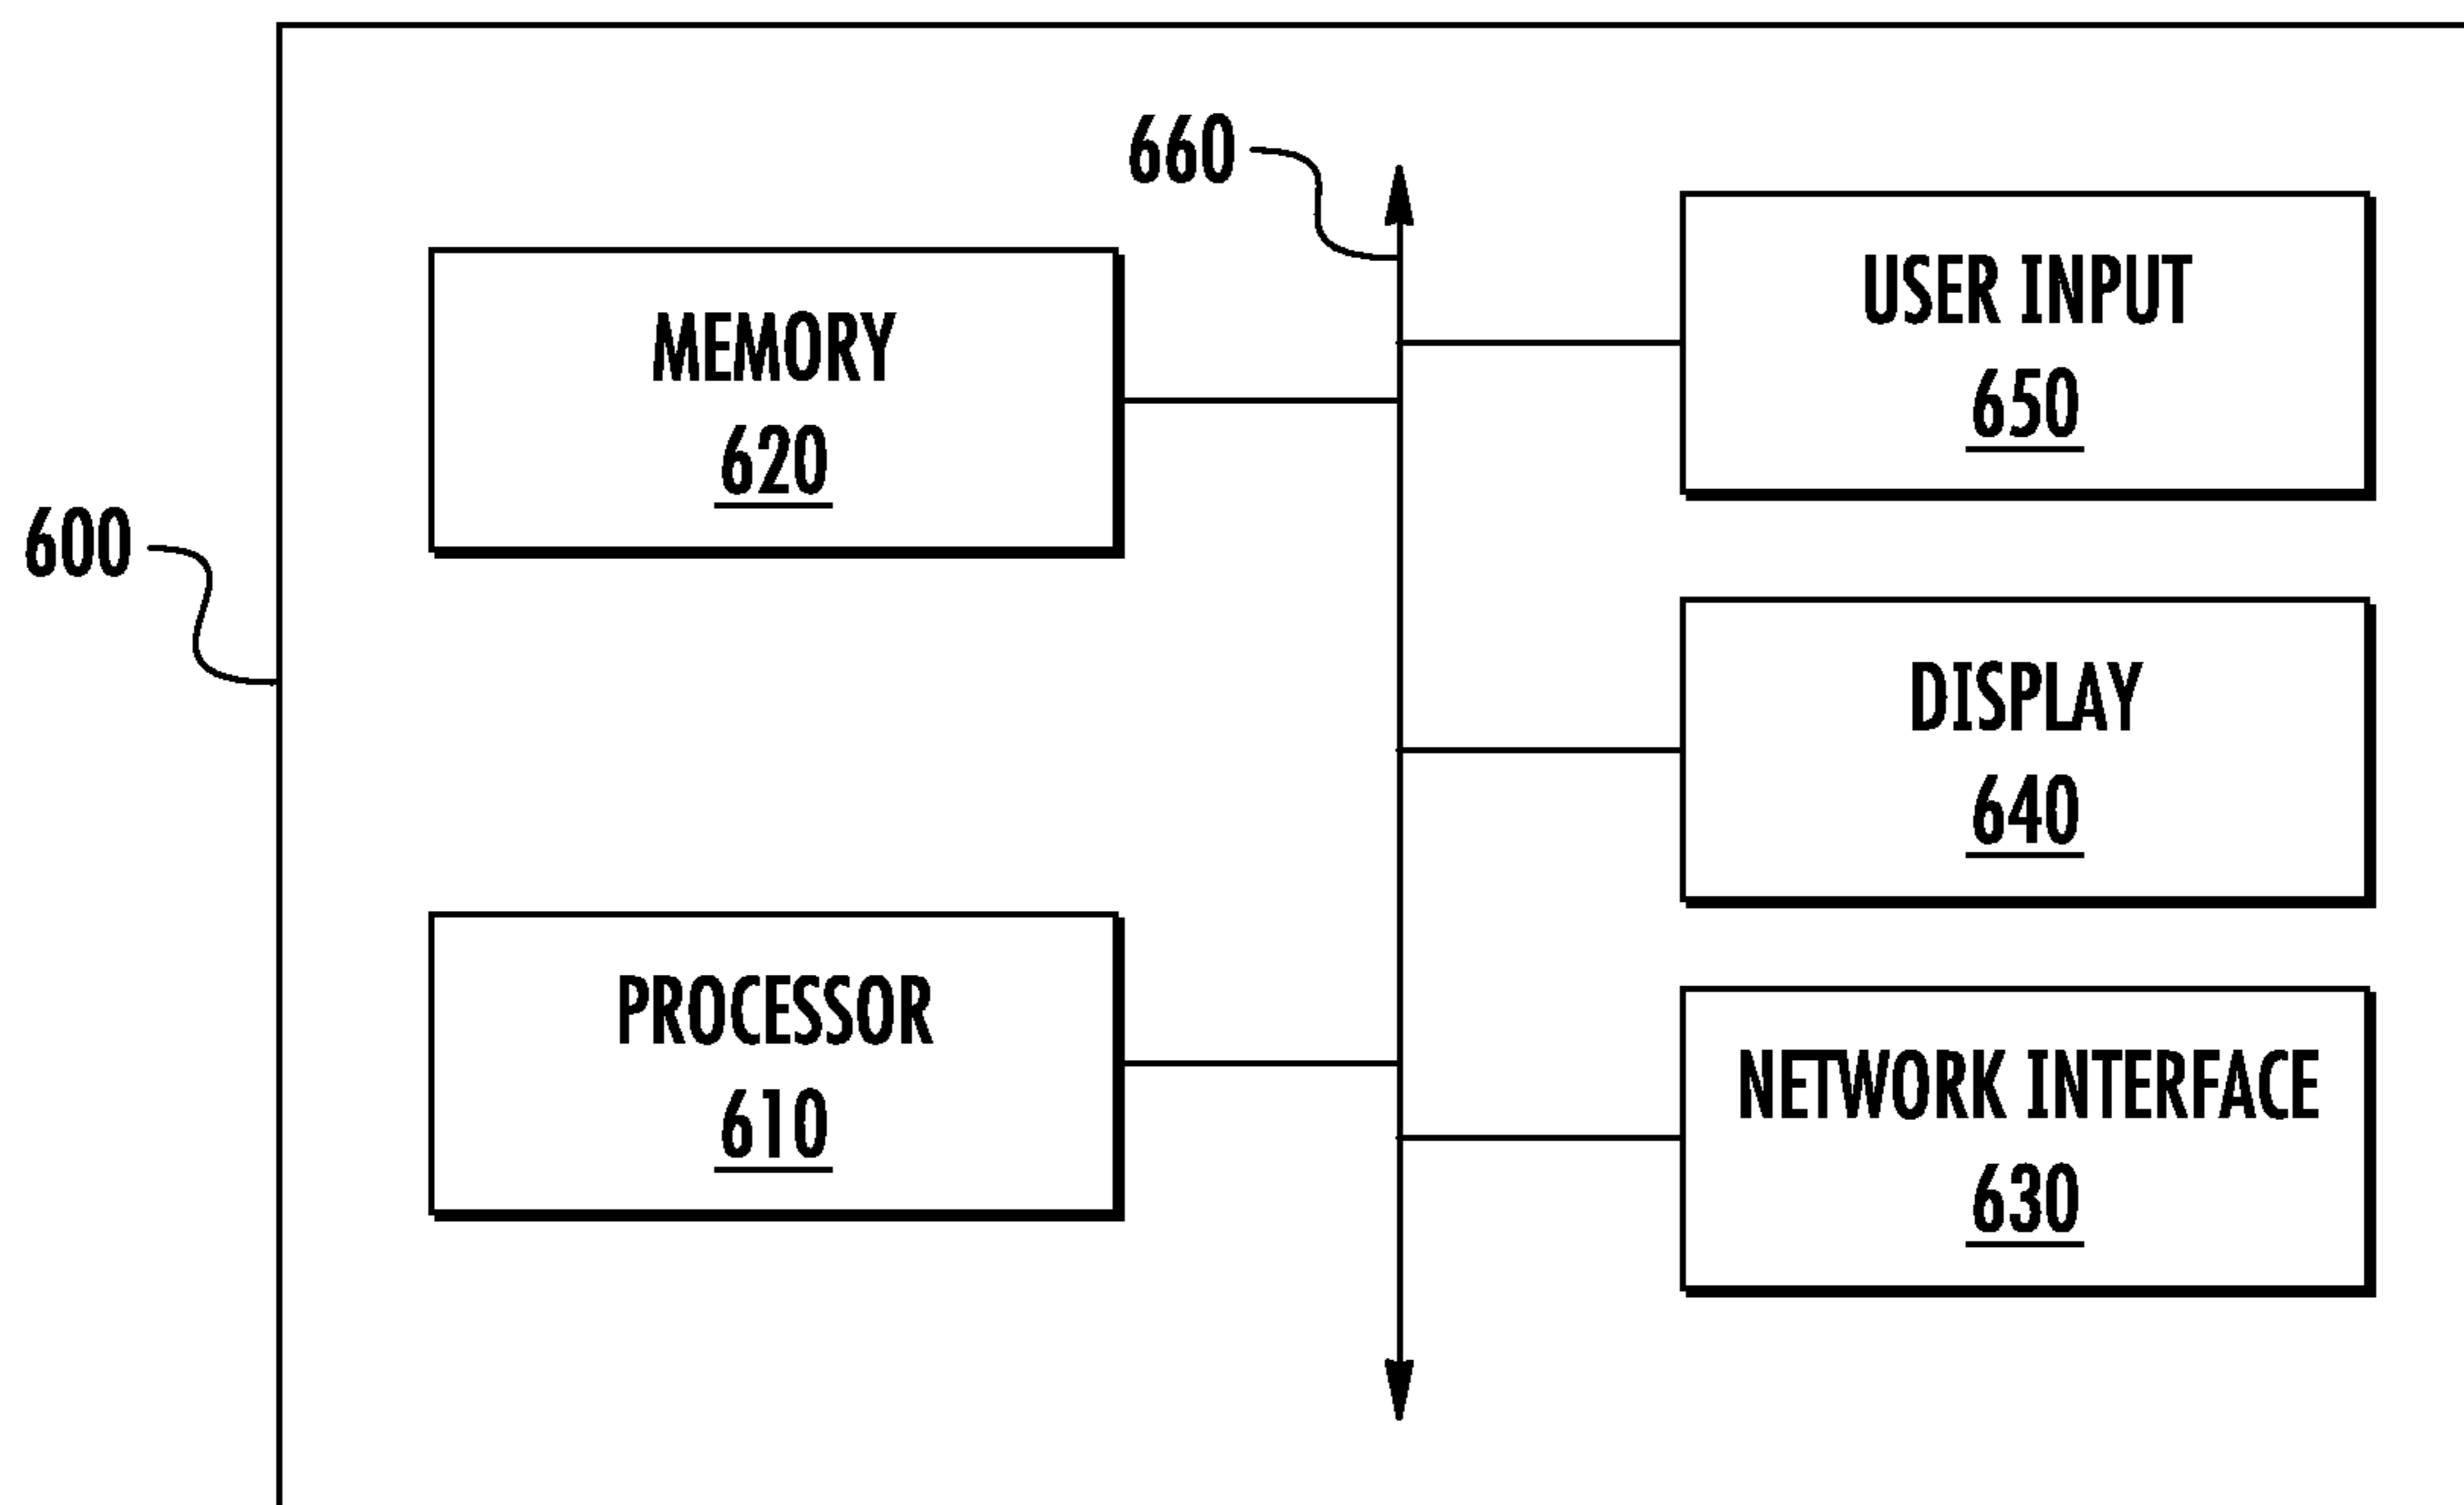 660
MEMORY
620
USER INPUT
650
600
DISPLAY
640
PROCESSOR
610
NETWORK INTERFACE
630